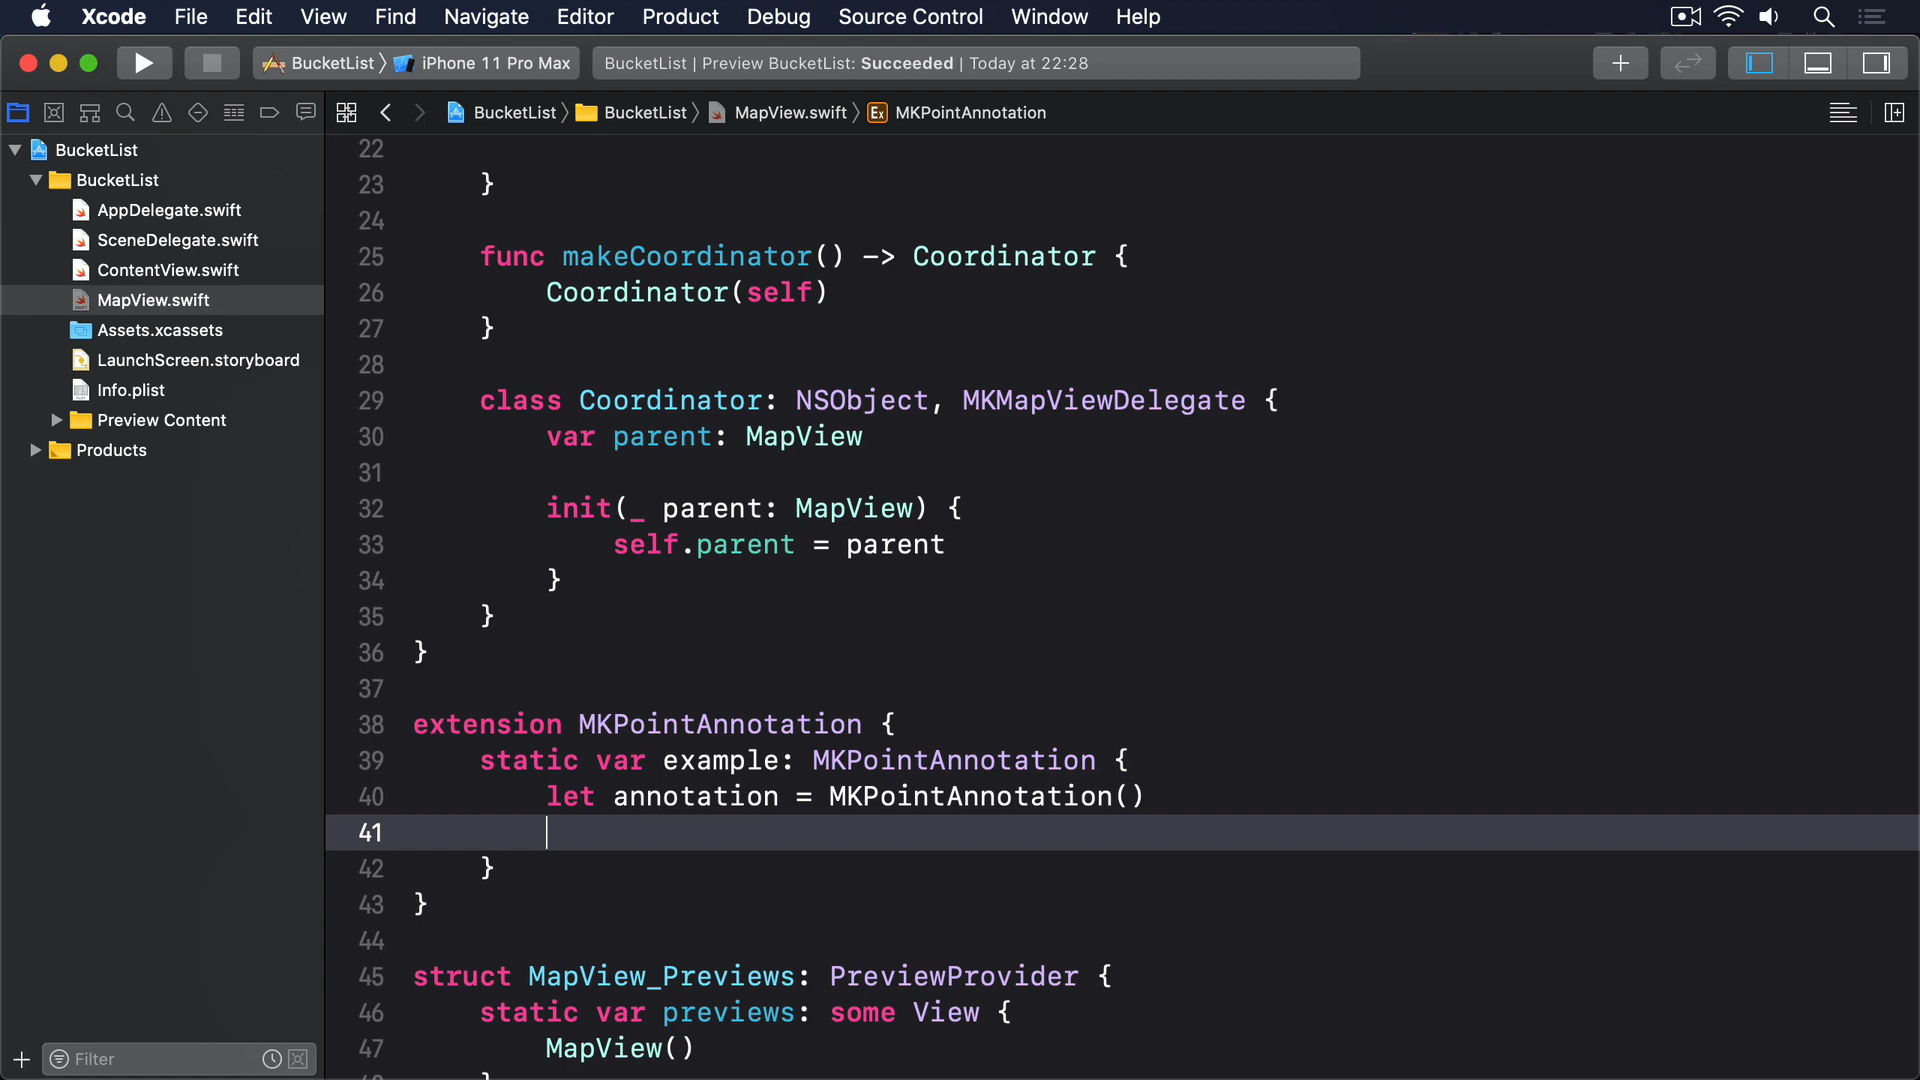 Xcode File Edit View Find Navigate Editor Product Debug Source Control Window Help
BucketList iPhone 11 Pro Max BucketList | Preview BucketList: Succeeded | Today at 22:28
BucketList BucketList MapView.swift Ex MKPointAnnotation
BucketList
BucketList
AppDelegate.swift
SceneDelegate.swift
ContentView.swift
MapView.swift
Assets.xcassets
LaunchScreen.storyboard
Info.plist
Preview Content
Products
Filter
22
23 }
24
25 func makeCoordinator() -> Coordinator {
26 Coordinator(self)
27 }
28
29 class Coordinator: NSObject, MKMapViewDelegate {
30 var parent: MapView
31
32 init(_ parent: MapView) {
33 self.parent = parent
34 }
35 }
36 }
37
38 extension MKPointAnnotation {
39 static var example: MKPointAnnotation {
40 let annotation = MKPointAnnotation()
41
42 }
43 }
44
45 struct MapView_Previews: PreviewProvider {
46 static var previews: some View {
47 MapView()